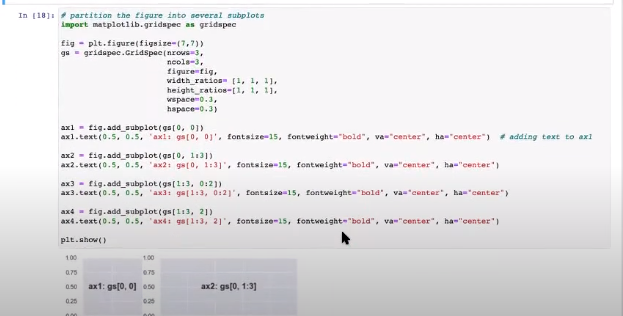 In [18]: # partition the figure into several subplots
import matplotlib.gridspec as gridspec
fig = plt.figure(figsize=(7,7))
gs = gridspec.GridSpec(nrows=3,
ncols=3,
figure=fig,
width_ratios= [1, 1, 1],
height_ratios=[1, 1, 1],
wspace=0.3,
hspace=0.3)
ax1 = fig.add_subplot(gs[0, 0])
ax1.text(0.5, 0.5, 'ax1: gs[0, 0]', fontsize=15, fontweight="bold", va="center", ha="center")  # adding text to ax1
ax2 = fig.add_subplot(gs[0, 1:3])
ax2.text(0.5, 0.5, 'ax2: gs[0, 1:3]', fontsize=15, fontweight="bold", va="center", ha="center")
ax3 = fig.add_subplot(gs[1:3, 0:2])
ax3.text(0.5, 0.5, 'ax3: gs[1:3, 0:2]', fontsize=15, fontweight="bold", va="center", ha="center")
ax4 = fig.add_subplot(gs[1:3, 2])
ax4.text(0.5, 0.5, 'ax4: gs[1:3, 2]', fontsize=15, fontweight="bold", va="center", ha="center")
plt.show()
1.00 1.00
0.75 0.75
0.50 ax1: gs[0, 0] 0.50 ax2: gs[0, 1:3]
0.25 0.25
0.00 0.00